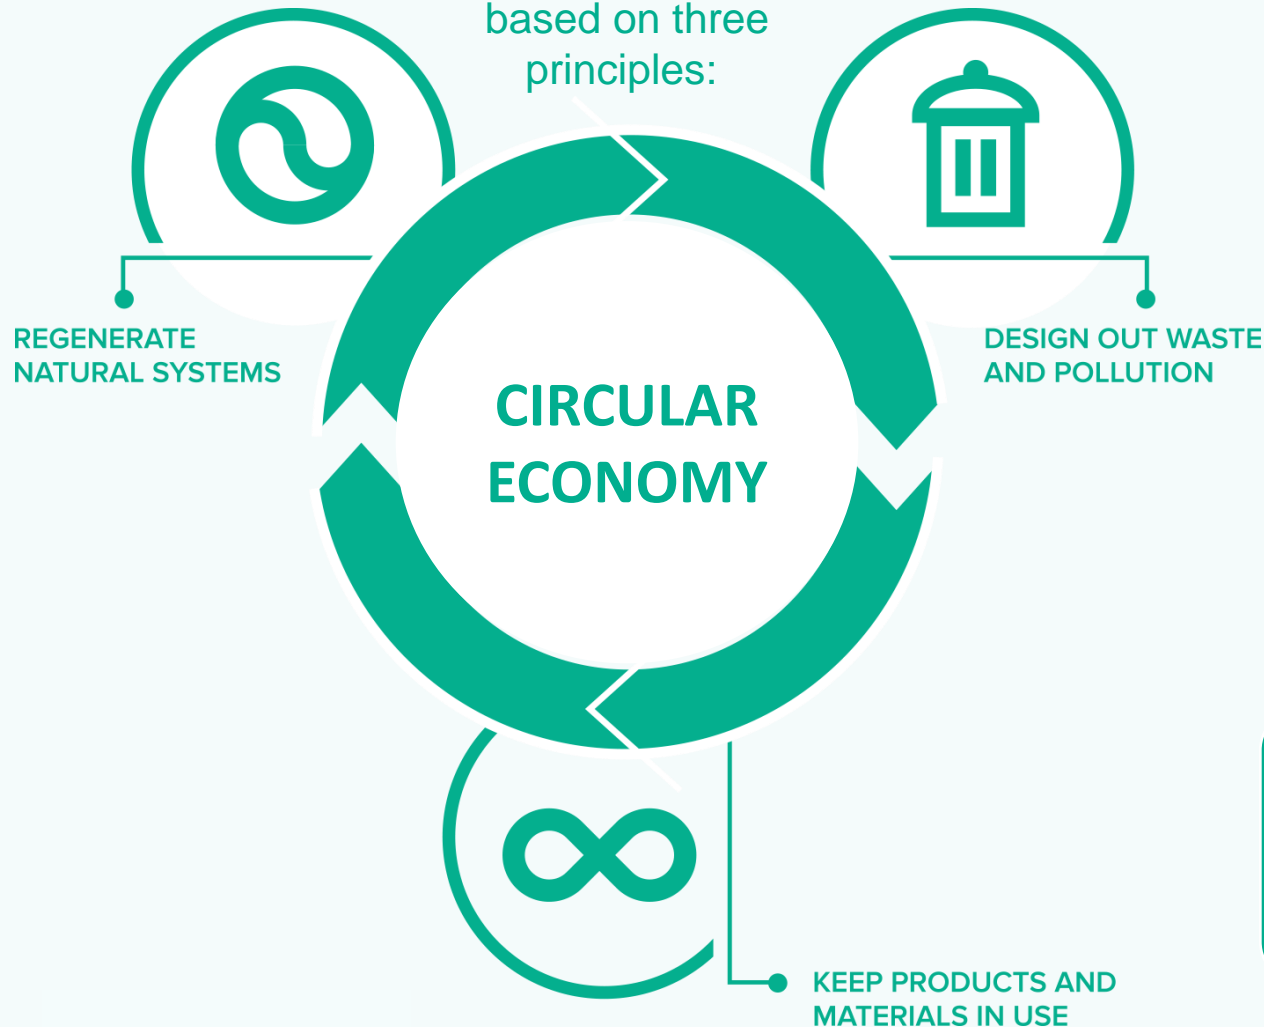 based on three
principles:
REGENERATE
NATURAL SYSTEMS
DESIGN OUT WASTE
AND POLLUTION
CIRCULAR
ECONOMY
KEEP PRODUCTS AND
MATERIALS IN USE